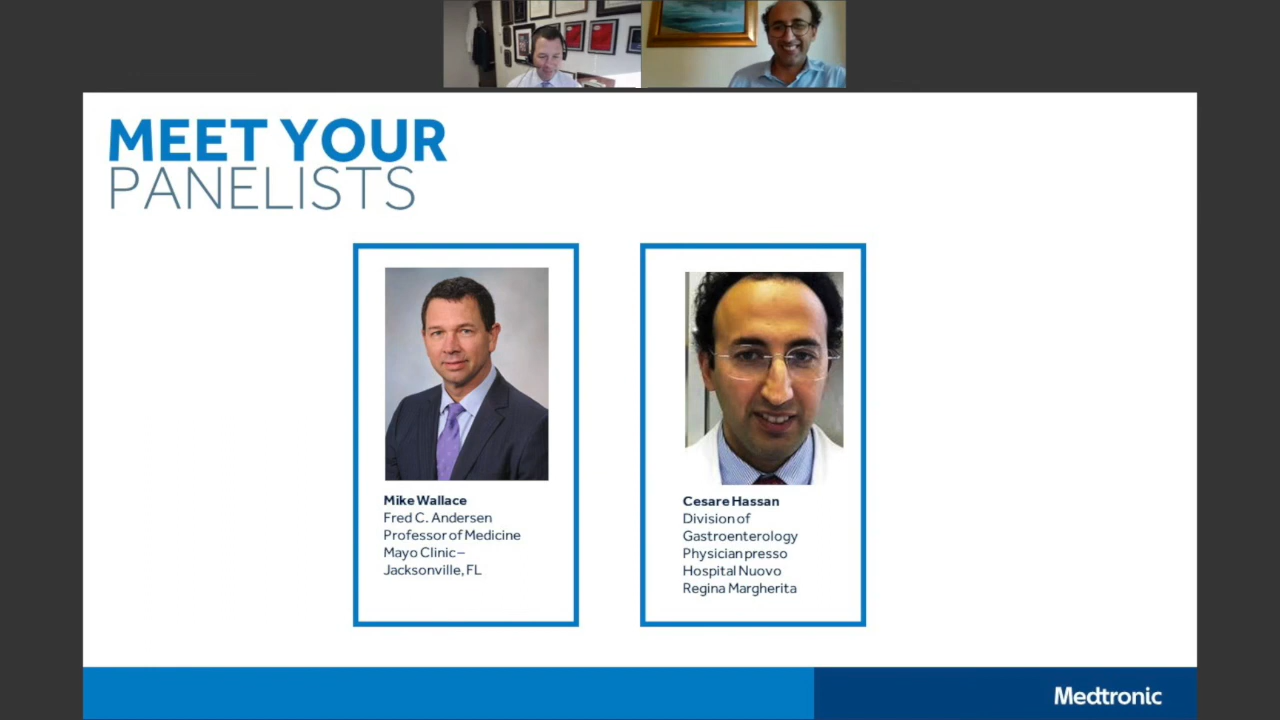 MEET YOUR
PANELISTS
Mike Wallace
Fred C. Andersen
Professor of Medicine
Mayo Clinic –
Jacksonville, FL
Cesare Hassan
Division of
Gastroenterology
Physician presso
Hospital Nuovo
Regina Margherita
Medtronic